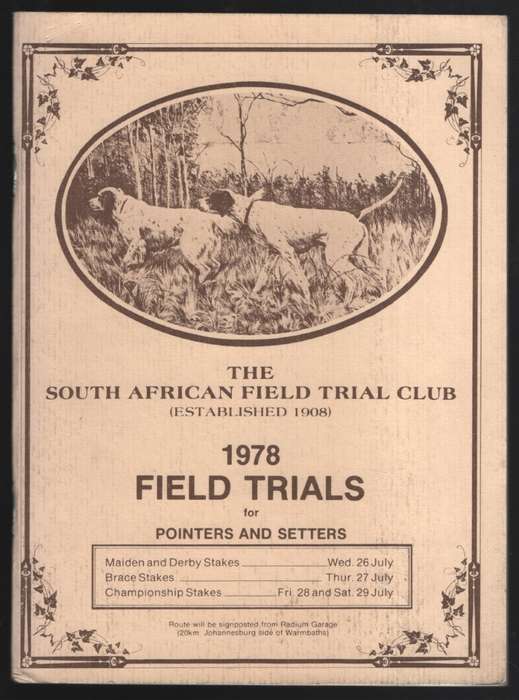 THE
SOUTH AFRICAN FIELD TRIAL CLUB
(ESTABLISHED 1908)
1978
FIELD TRIALS
for
POINTERS AND SETTERS
Maiden and Derby Stakes Wed. 26 July
Brace Stakes Thur. 27 July
Championship Stakes Fri. 28 and Sat. 29 July
Route will be signposted from Radium Garage
(20km. Johannesburg side of Warmbaths)